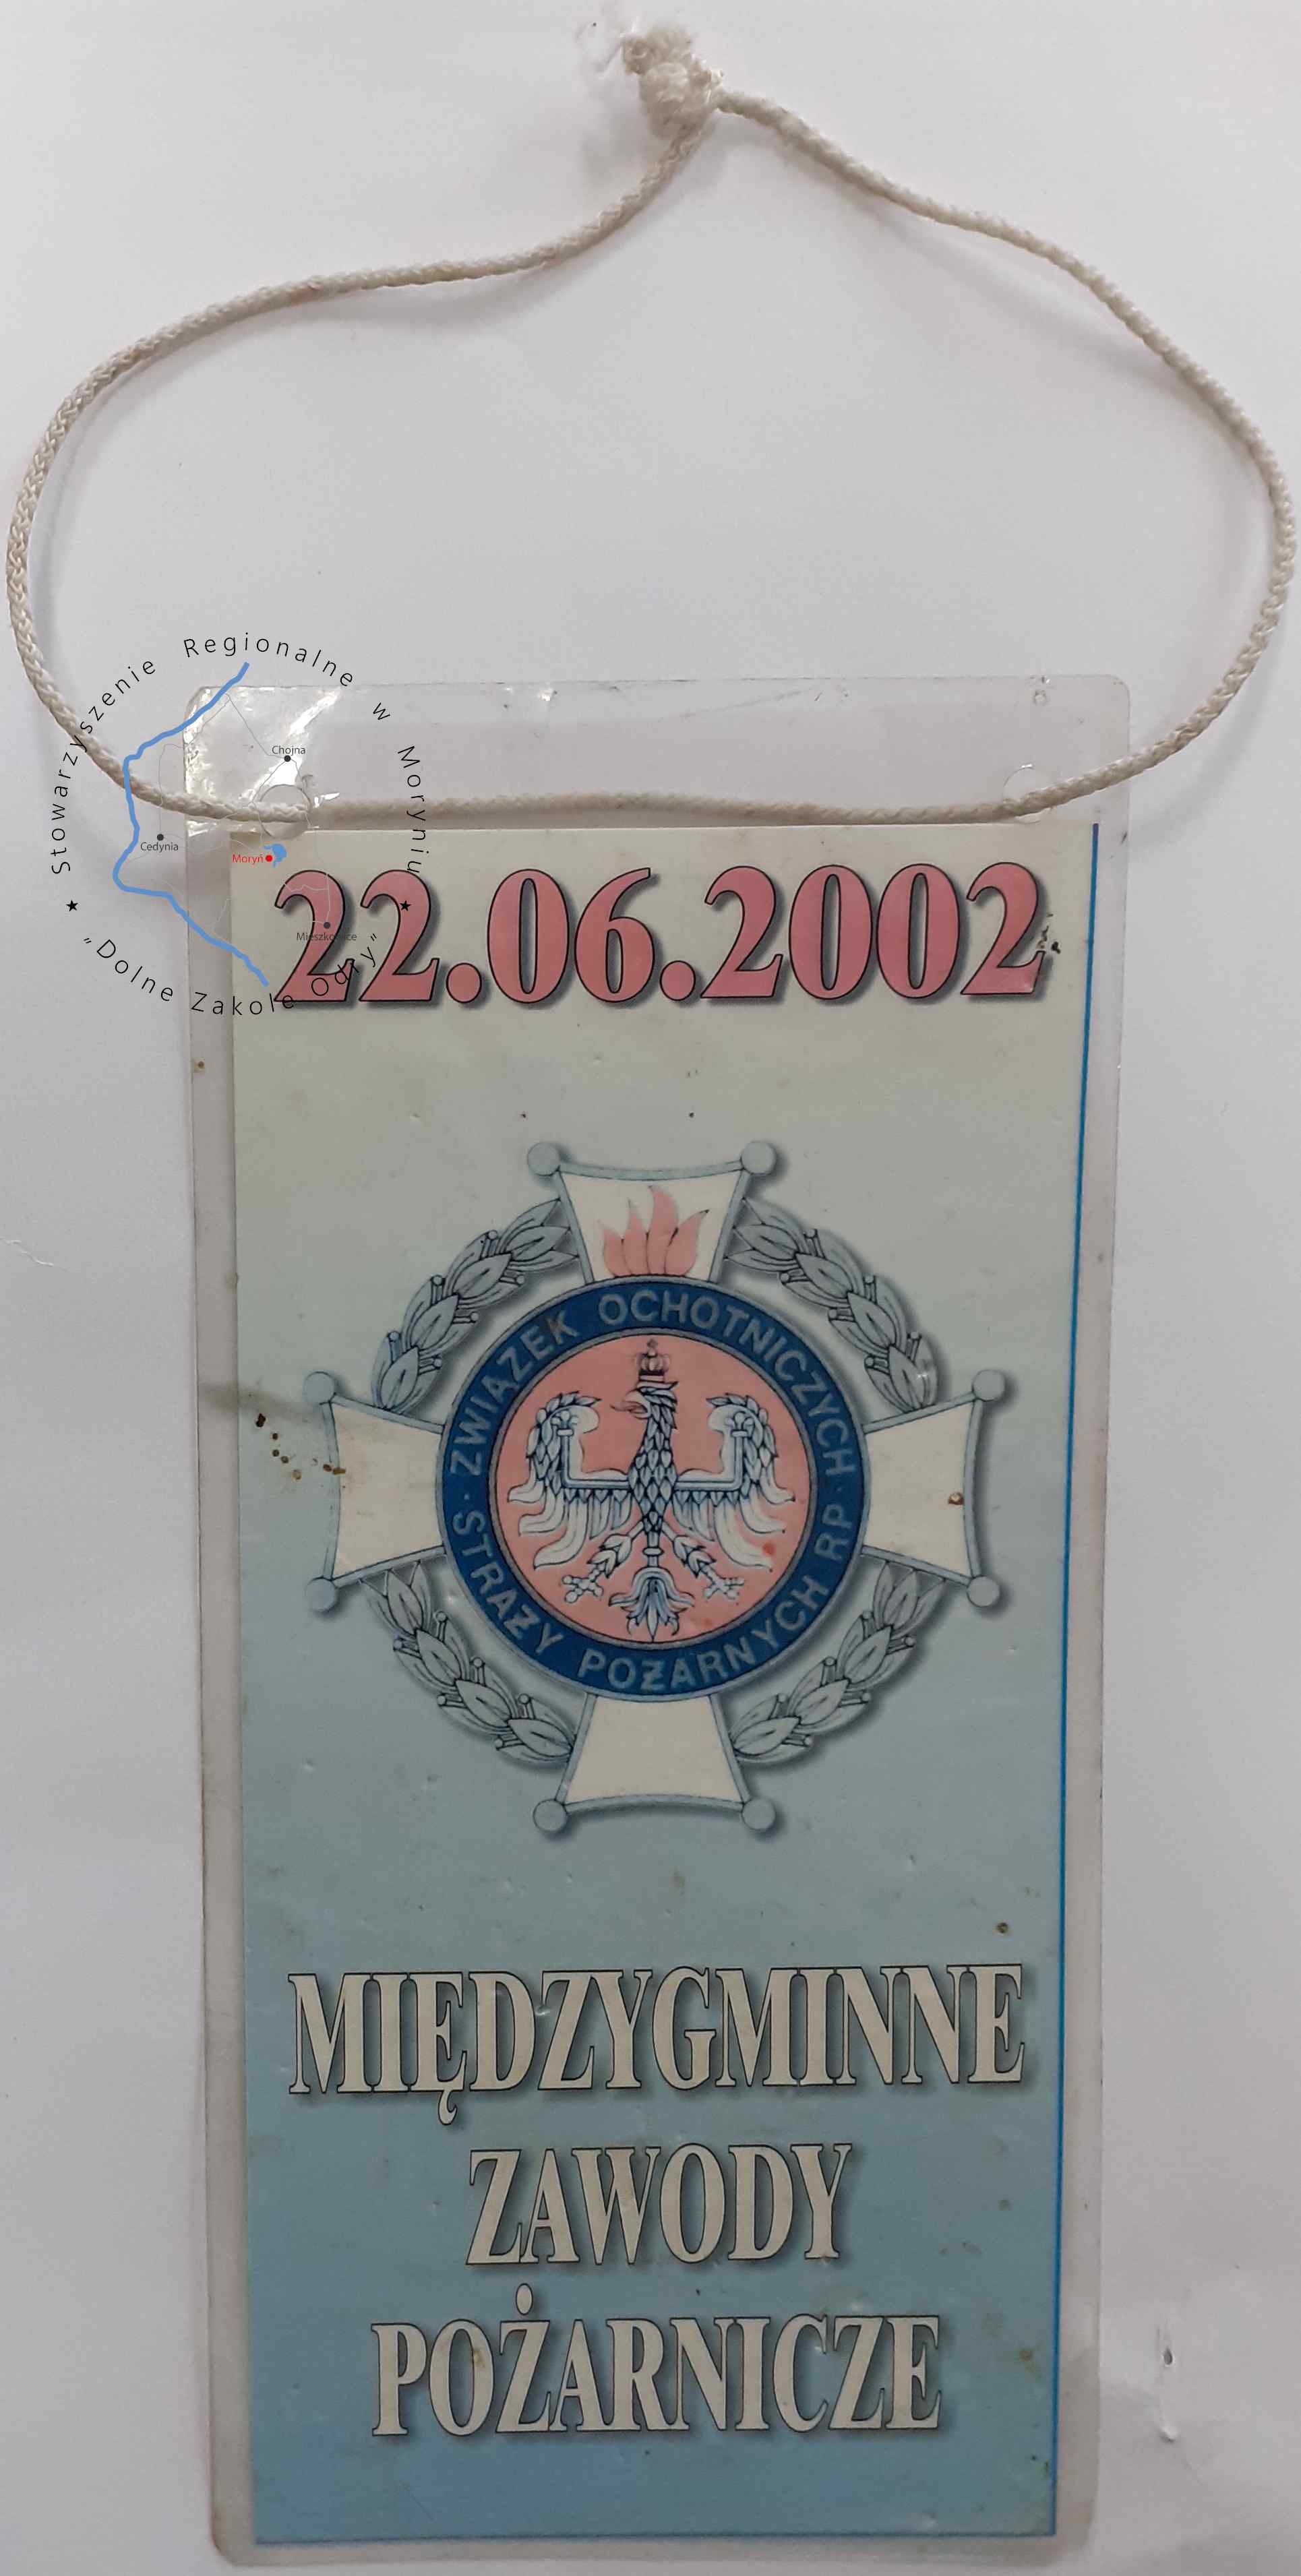 Stowarzyszenie Regionalne w Moryniu
Chojna
Cedynia
Moryń
Mieszkowice
„Dolne Zakole Odry”
22.06.2002
ZWIĄZEK OCHOTNICZYCH
STRAŻY POŻARNYCH RP
MIĘDZYGMINNE
ZAWODY
POŻARNICZE